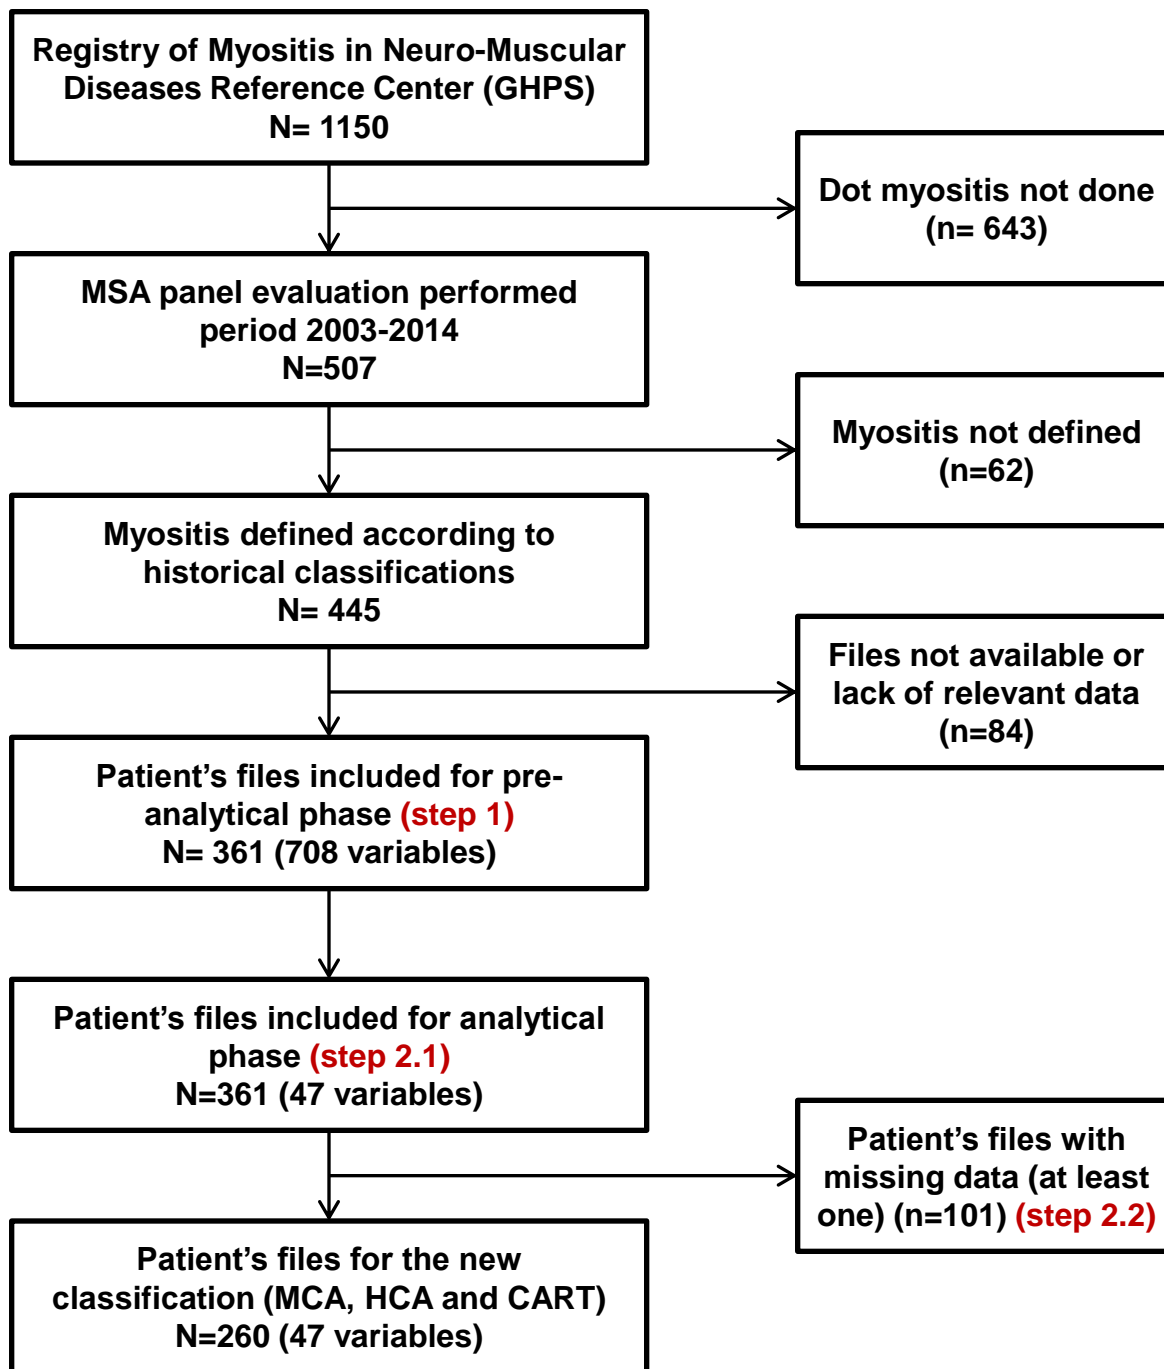 Registry of Myositis in Neuro-Muscular
Diseases Reference Center (GHPS)
N= 1150
Dot myositis not done
(n= 643)
MSA panel evaluation performed
period 2003-2014
N=507
Myositis not defined
(n=62)
Myositis defined according to
historical classifications
N= 445
Files not available or
lack of relevant data
(n=84)
Patient’s files included for pre-
analytical phase (step 1)
N= 361 (708 variables)
Patient’s files included for analytical
phase (step 2.1)
N=361 (47 variables)
Patient’s files with
missing data (at least
one) (n=101) (step 2.2)
Patient’s files for the new
classification (MCA, HCA and CART)
N=260 (47 variables)